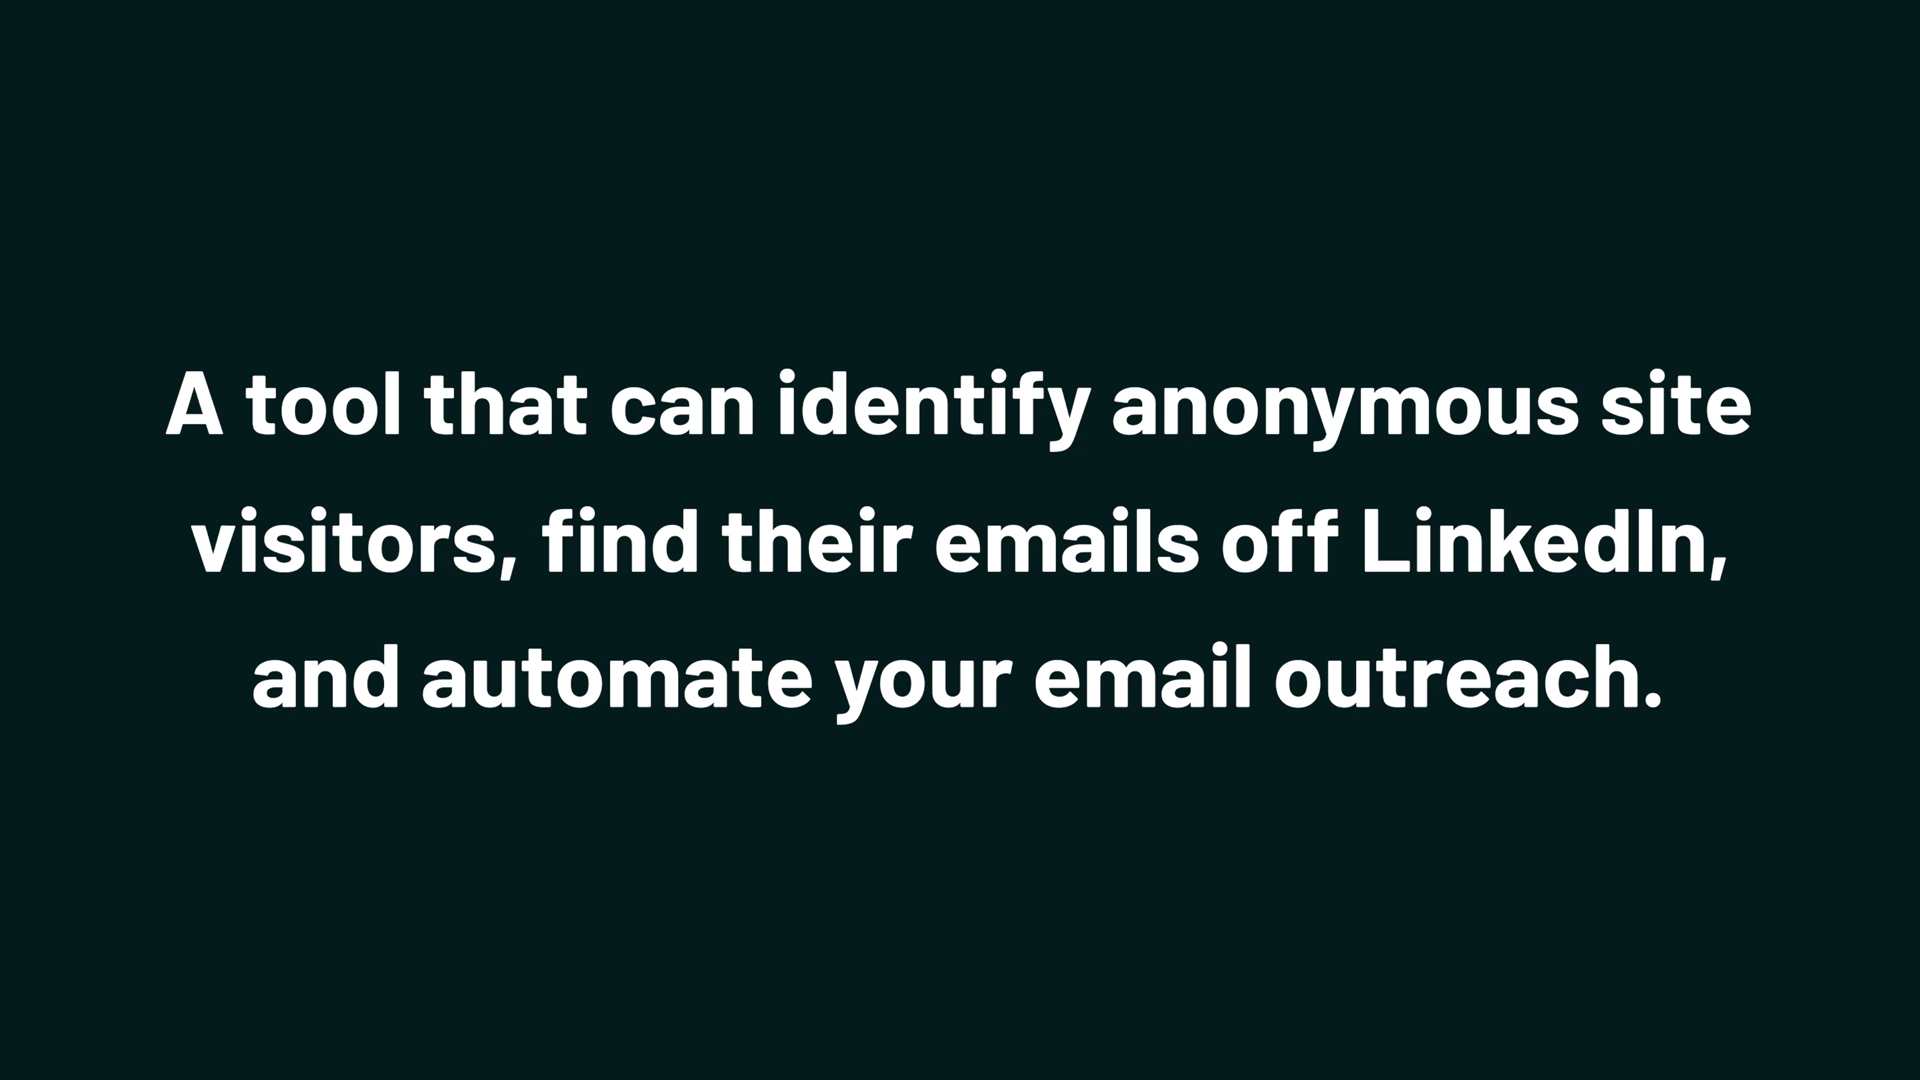 A tool that can identify anonymous site
visitors, find their emails off LinkedIn,
and automate your email outreach.